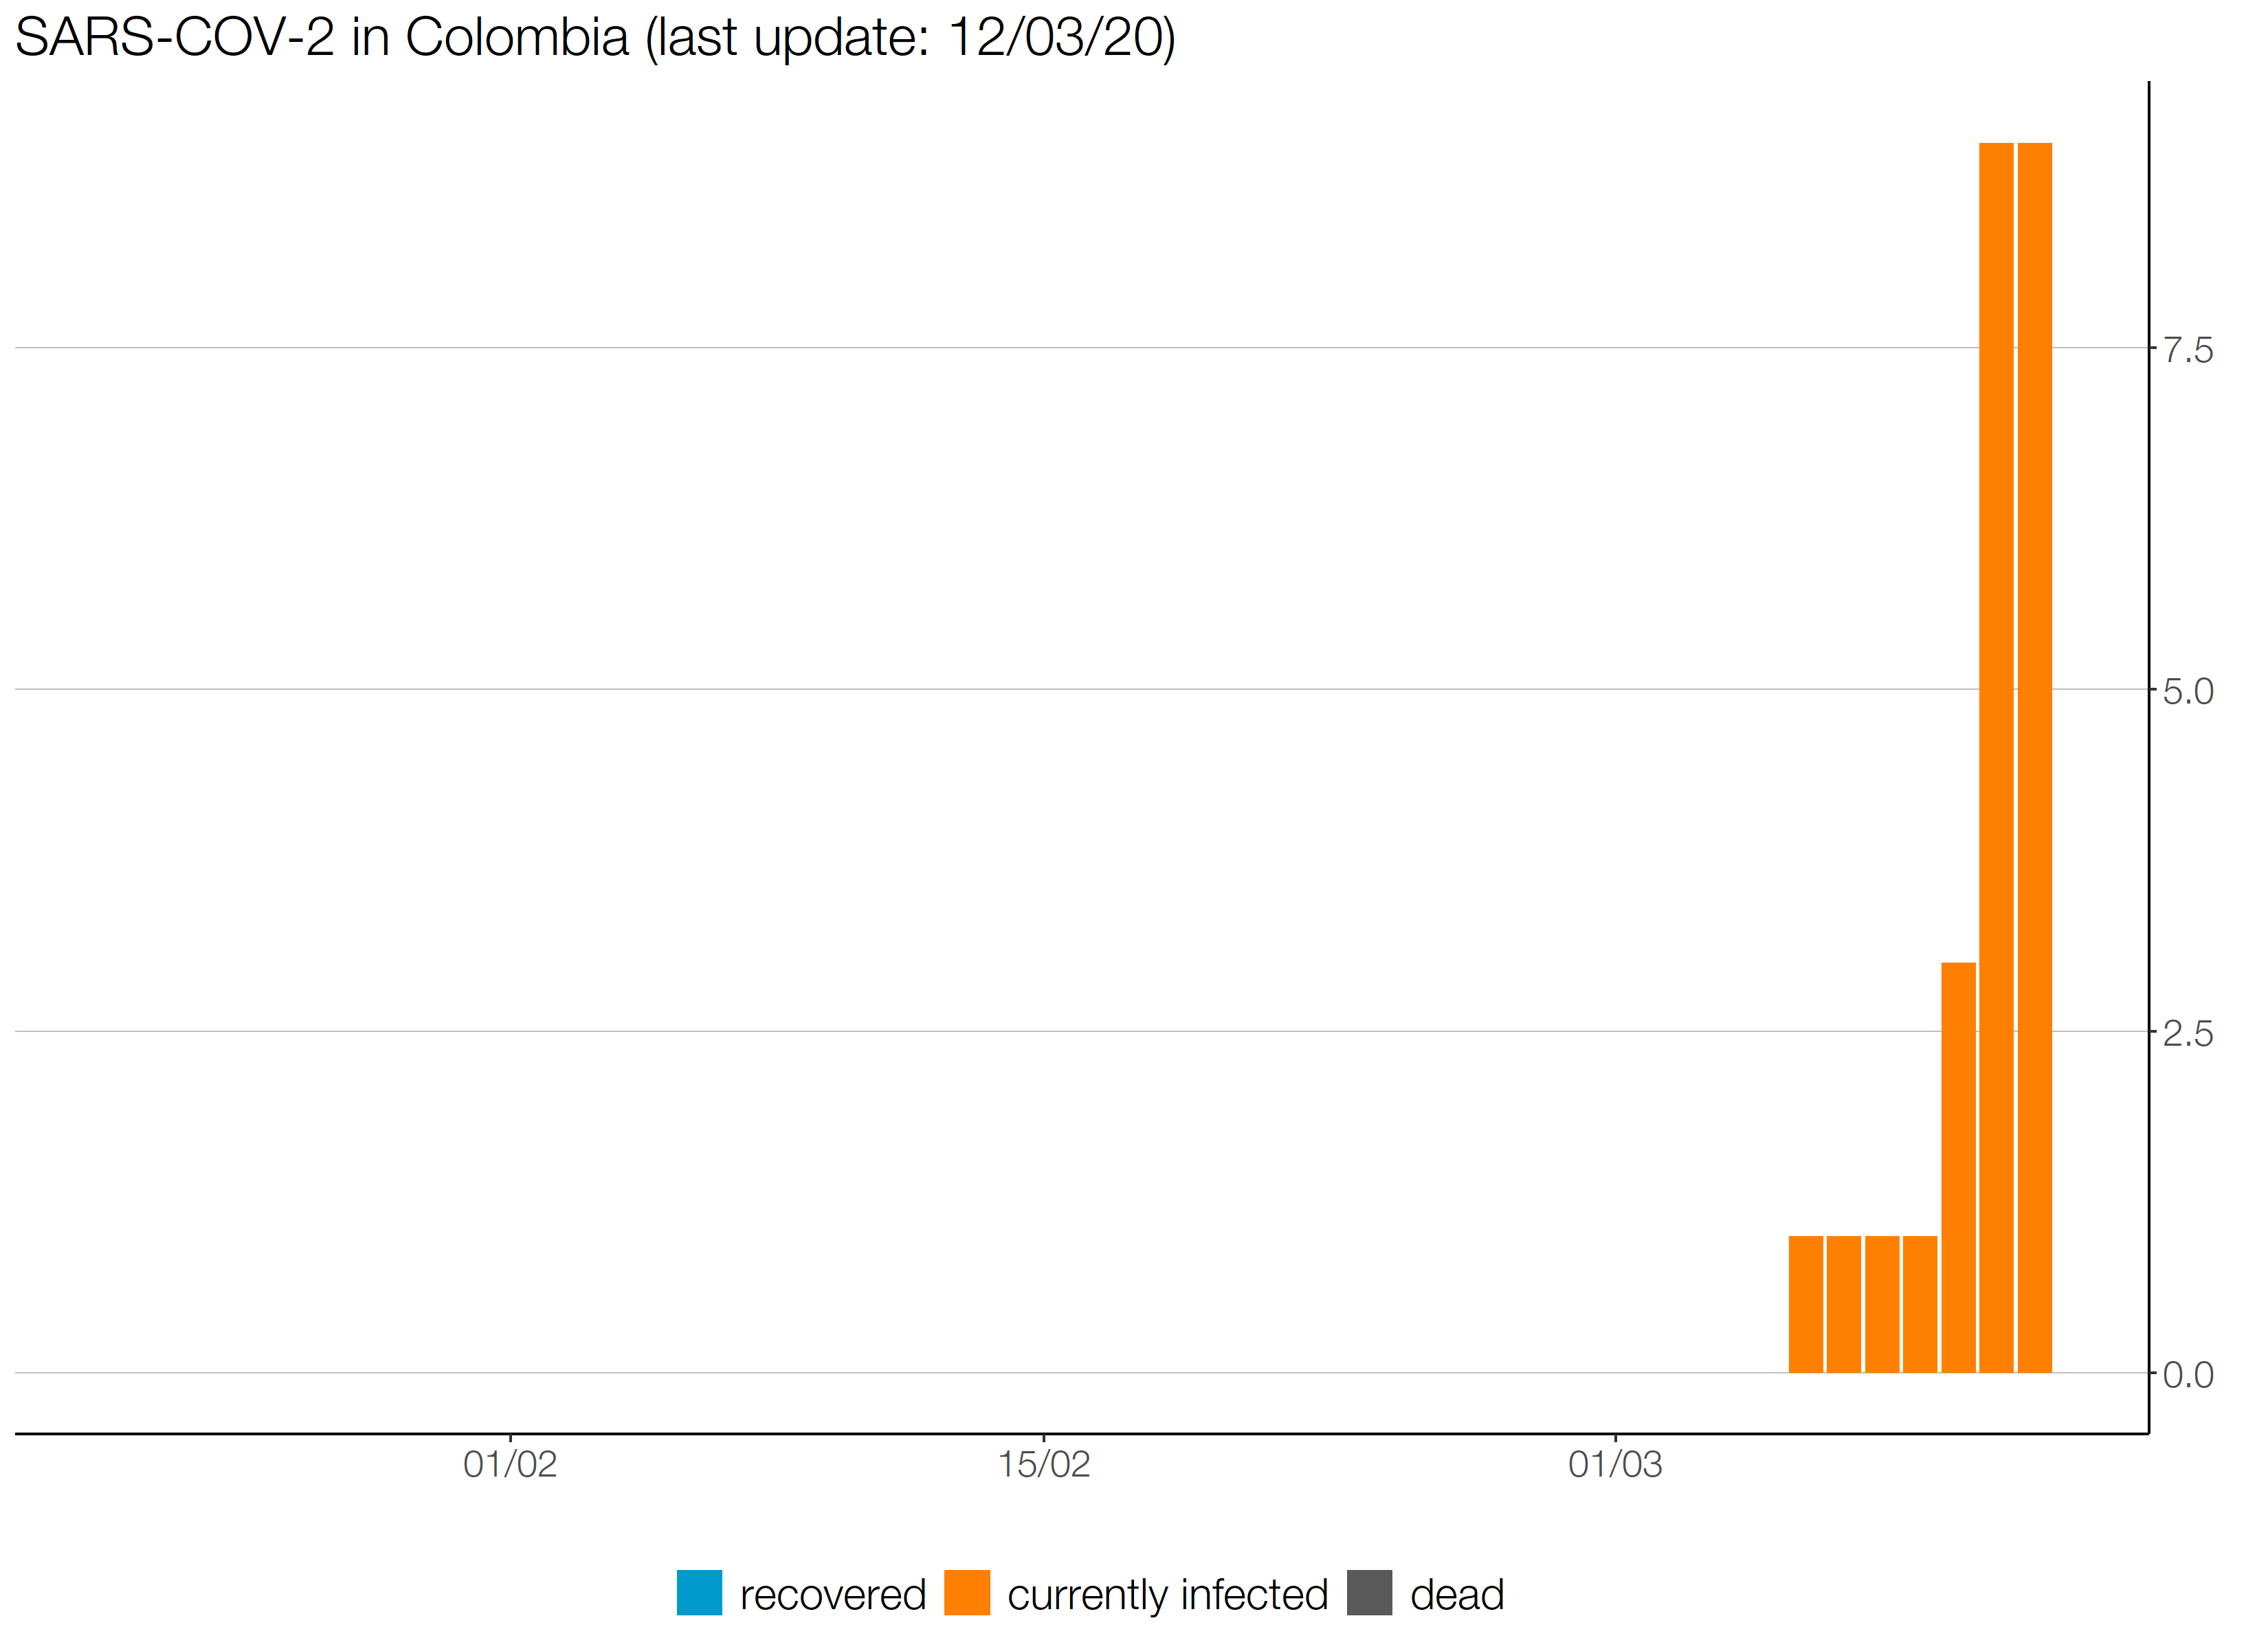 SARS-COV-2 in Colombia (last update: 12/03/20)
7.5
5.0
2.5
0.0
01/02 15/02 01/03
recovered currently infected dead